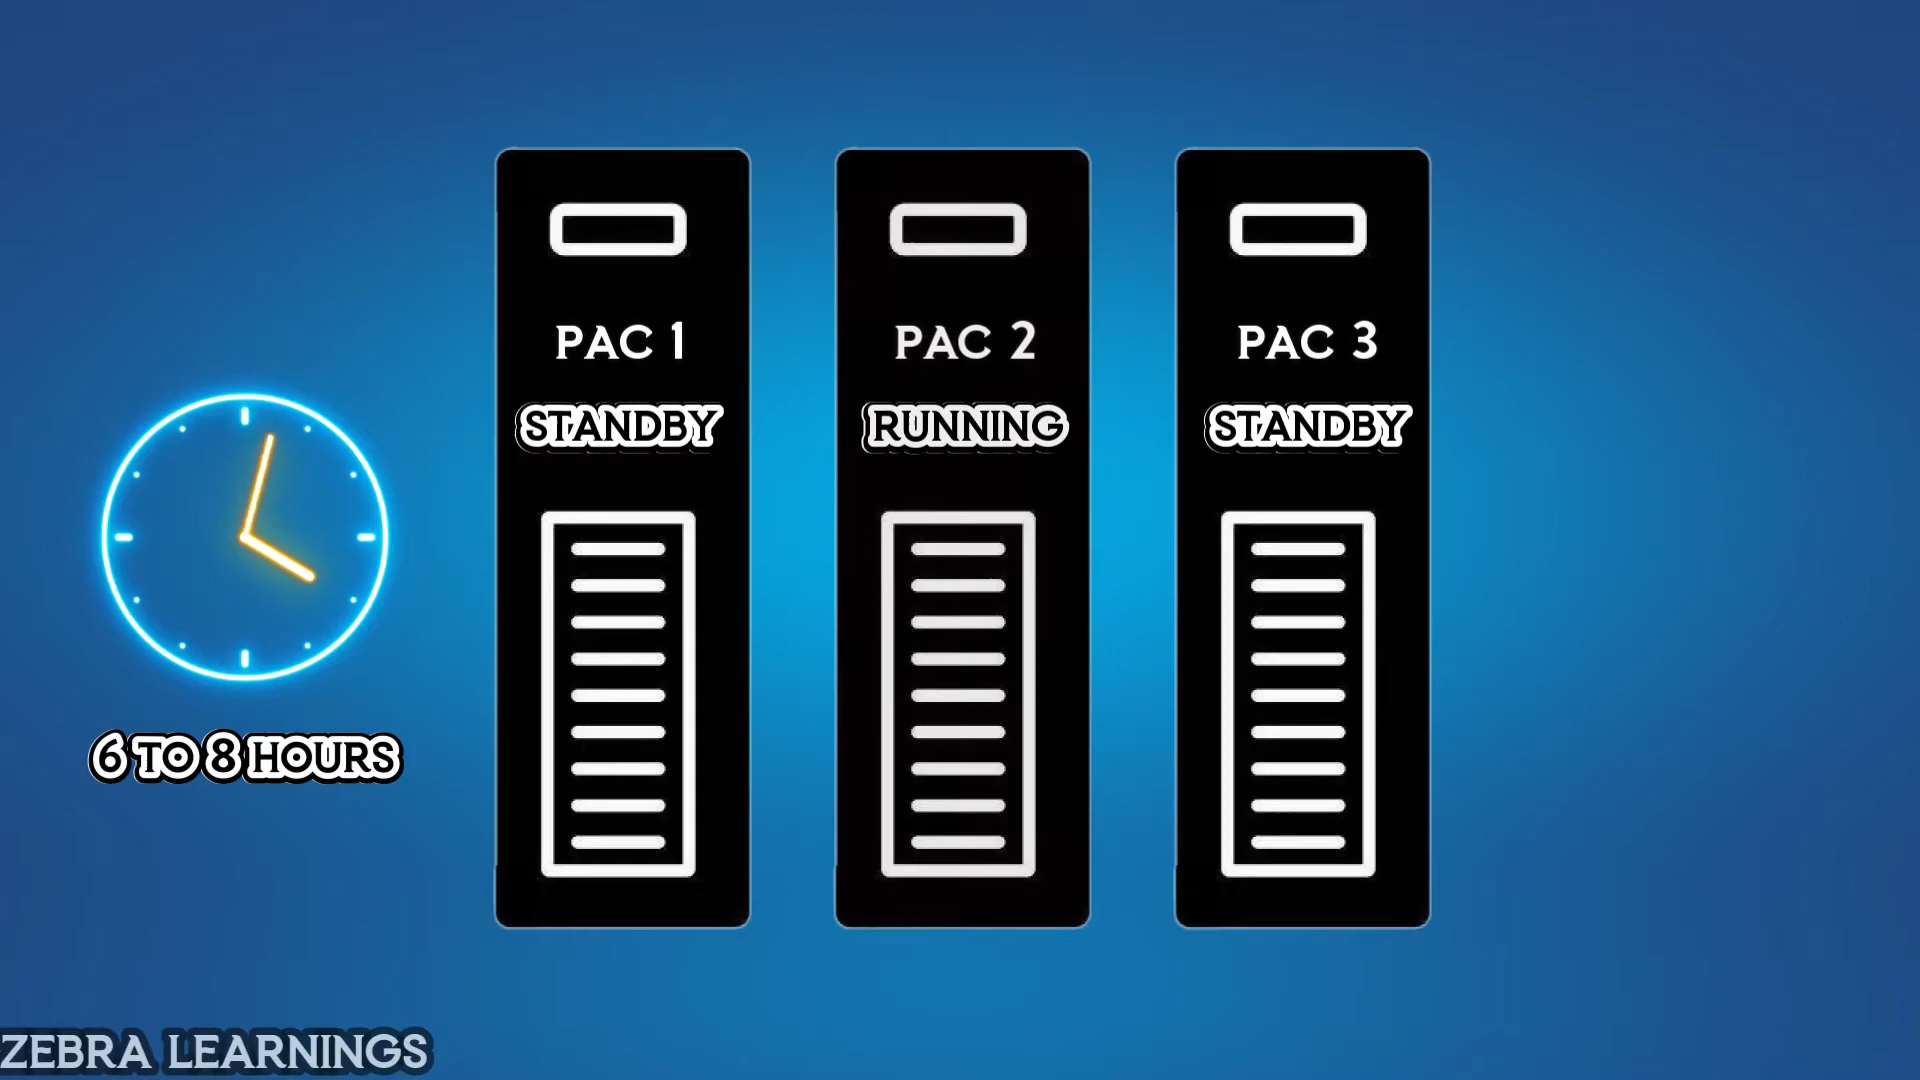 PAC 1
PAC 2
PAC 3
STANDBY
RUNNING
STANDBY
6 TO 8 HOURS
ZEBRA LEARNINGS